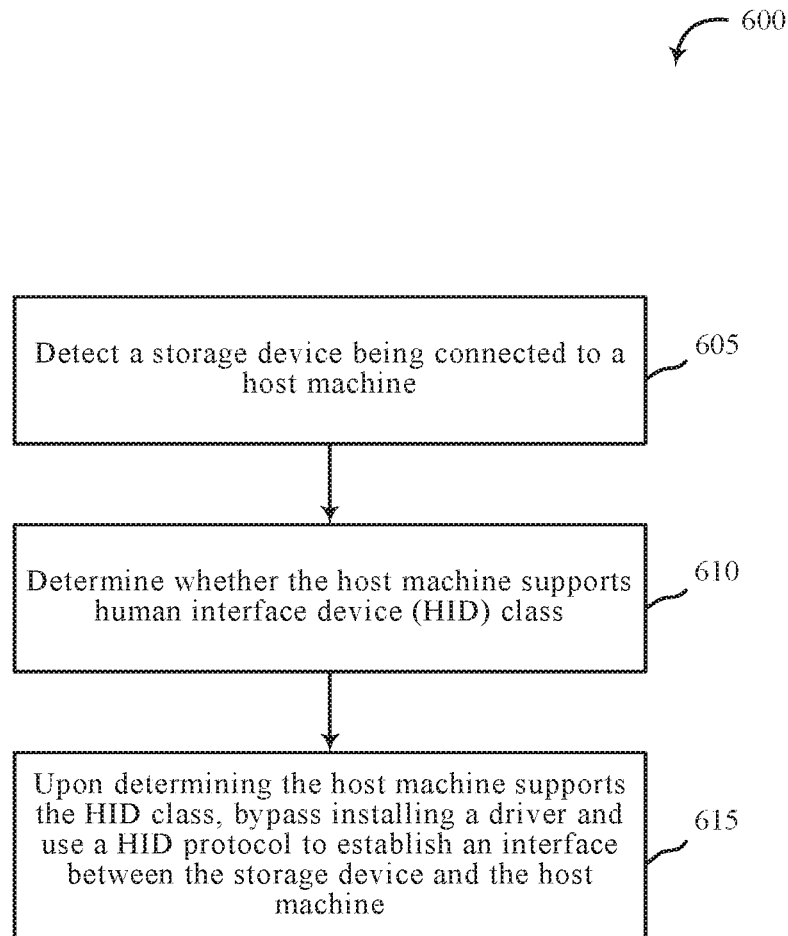 600
Detect a storage device being connected to a
host machine
605
Determine whether the host machine supports
human interface device (HID) class
610
Upon determining the host machine supports
the HID class, bypass installing a driver and
use a HID protocol to establish an interface
between the storage device and the host
machine
615